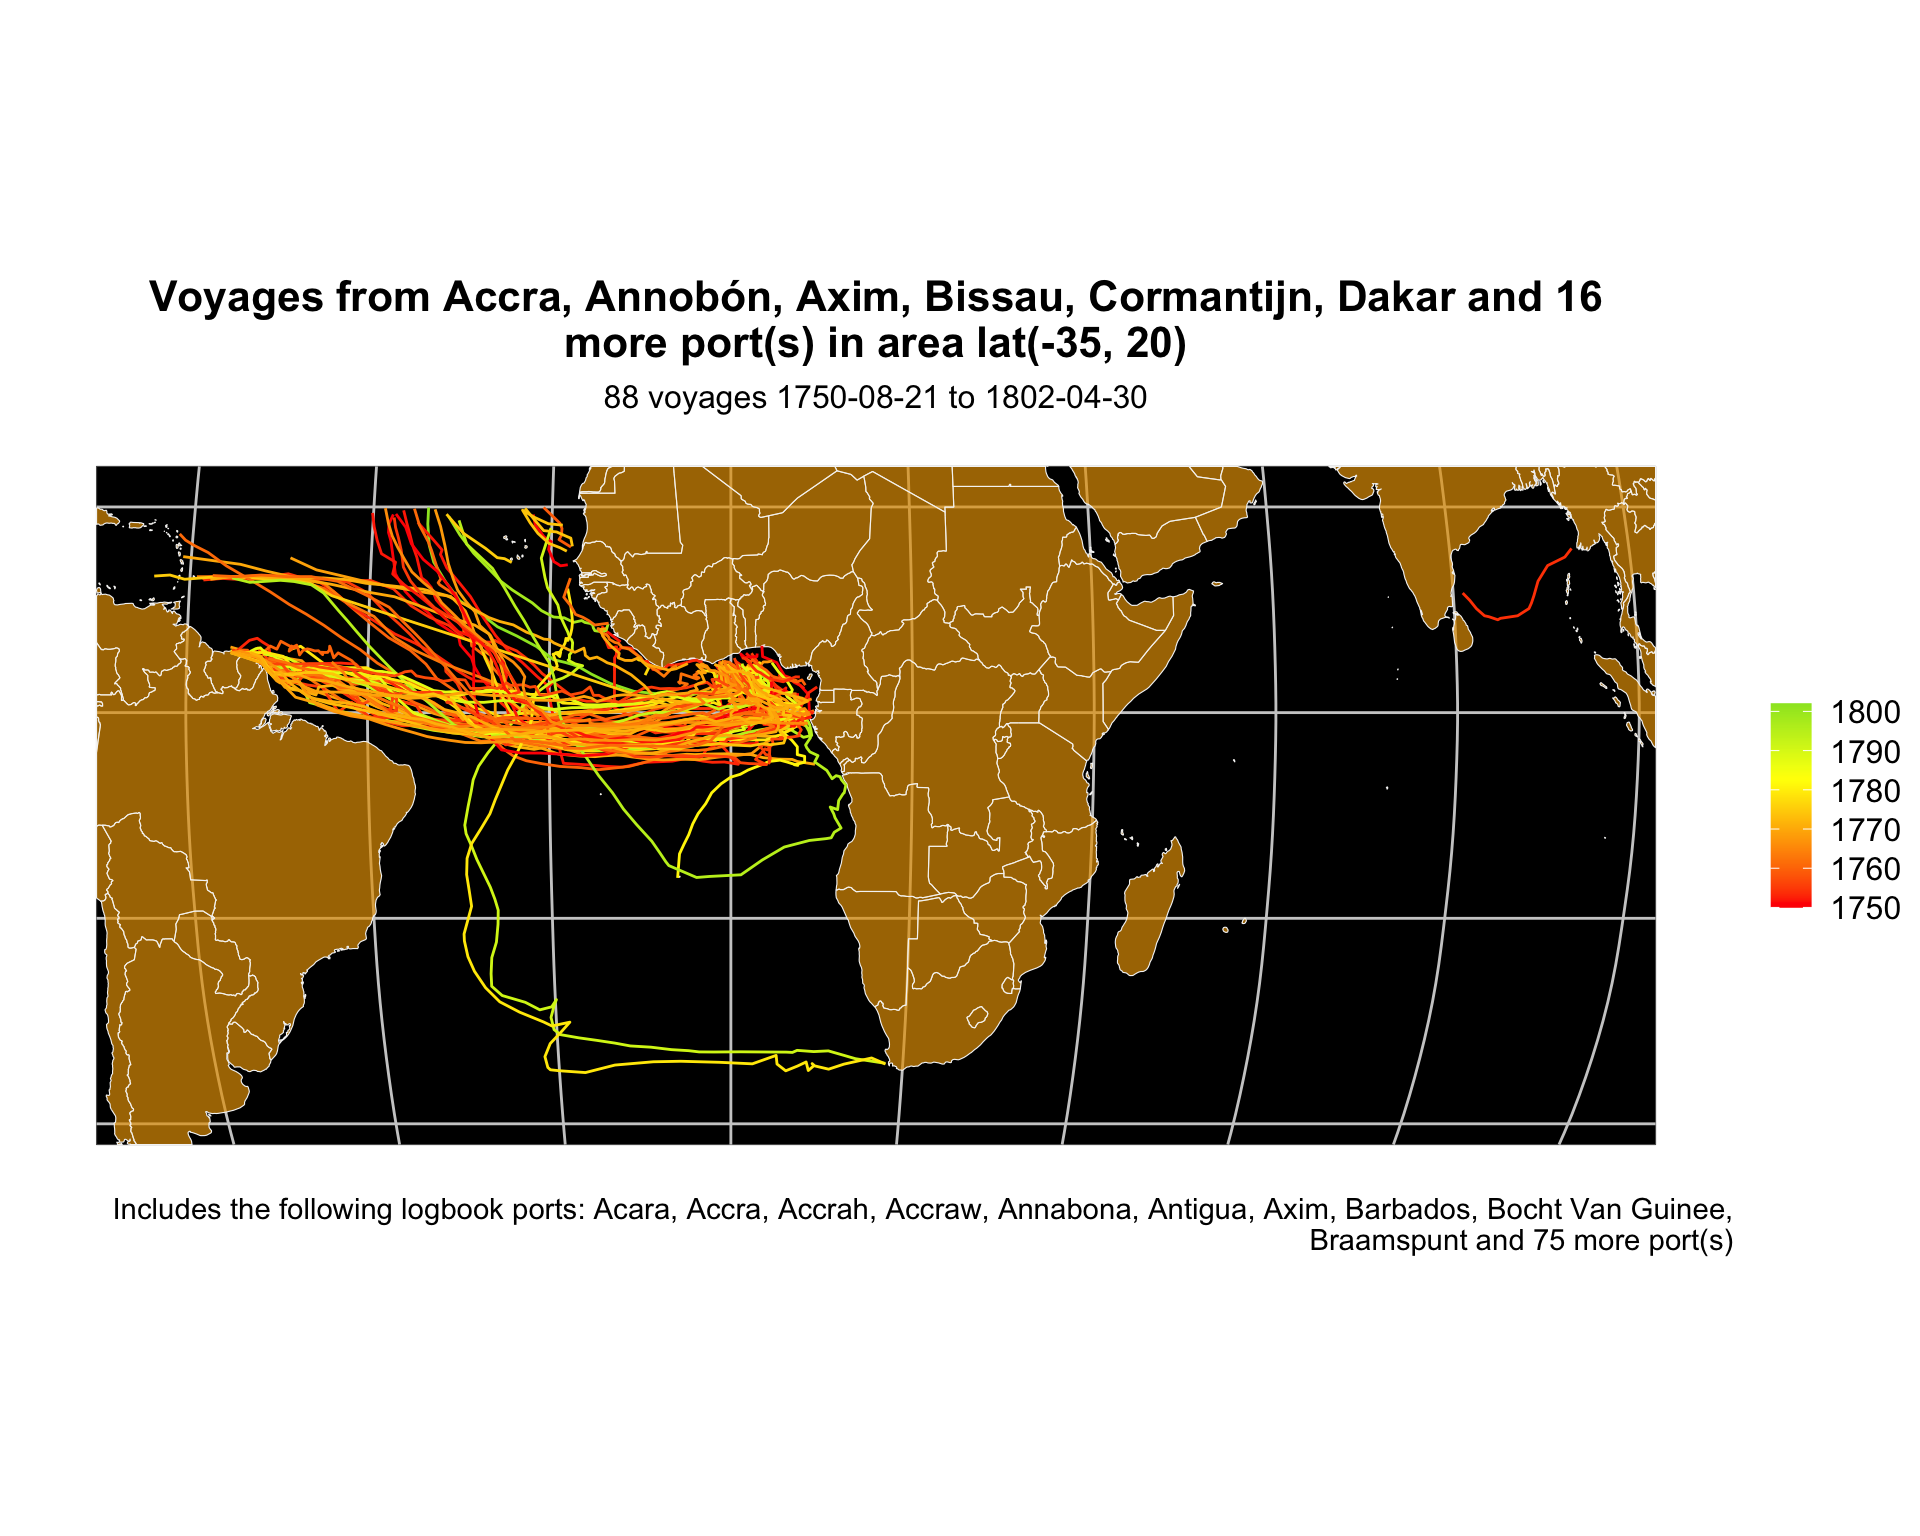 Voyages from Accra, Annobón, Axim, Bissau, Cormantijn, Dakar and 16
more port(s) in area lat(-35, 20)
88 voyages 1750-08-21 to 1802-04-30
1800
1790
1780
1770
1760
1750
Includes the following logbook ports: Acara, Accra, Accrah, Accraw, Annabona, Antigua, Axim, Barbados, Bocht Van Guinee,
Braamspunt and 75 more port(s)